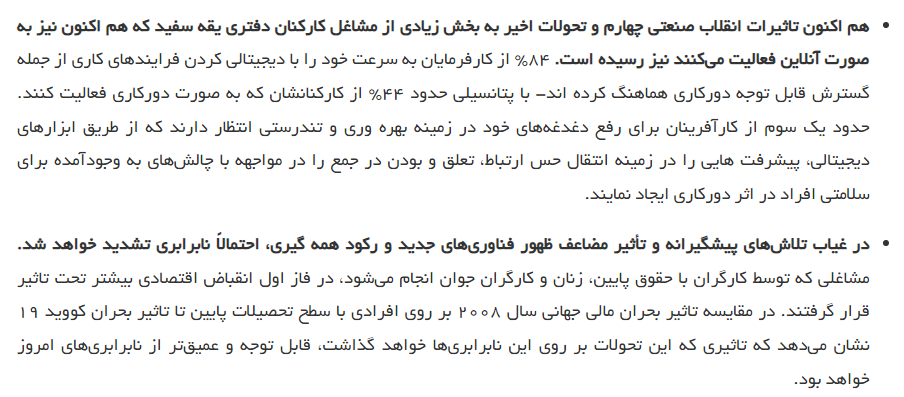 • هم اکنون تاثیرات انقلاب صنعتی چهارم و تحولات اخیر به بخش زیادی از مشاغل کارکنان دفتری یقه سفید که هم اکنون نیز به
صورت آنلاین فعالیت می‌کنند نیز رسیده است. ۸۴% از کارفرمایان به سرعت خود را با دیجیتالی کردن فرایندهای کاری از جمله
گسترش قابل توجه دورکاری هماهنگ کرده اند– با پتانسیلی حدود ۴۴% از کارکنانشان که به صورت دورکاری فعالیت کنند.
حدود یک سوم از کارآفرینان برای رفع دغدغه‌های خود در زمینه بهره وری و تندرستی انتظار دارند که از طریق ابزارهای
دیجیتالی، پیشرفت هایی را در زمینه انتقال حس ارتباط، تعلق و بودن در جمع را در مواجهه با چالش‌های به وجودآمده برای
سلامتی افراد در اثر دورکاری ایجاد نمایند.
• در غیاب تلاش‌های پیشگیرانه و تأثیر مضاعف ظهور فناوری‌های جدید و رکود همه گیری، احتمالاً نابرابری تشدید خواهد شد.
مشاغلی که توسط کارگران با حقوق پایین، زنان و کارگران جوان انجام می‌شود، در فاز اول انقباض اقتصادی بیشتر تحت تاثیر
قرار گرفتند. در مقایسه تاثیر بحران مالی جهانی سال ۲۰۰۸ بر روی افرادی با سطح تحصیلات پایین تا تاثیر بحران کووید ۱۹
نشان می‌دهد که تاثیری که این تحولات بر روی این نابرابری‌ها خواهد گذاشت، قابل توجه و عمیق‌تر از نابرابری‌های امروز
خواهد بود.